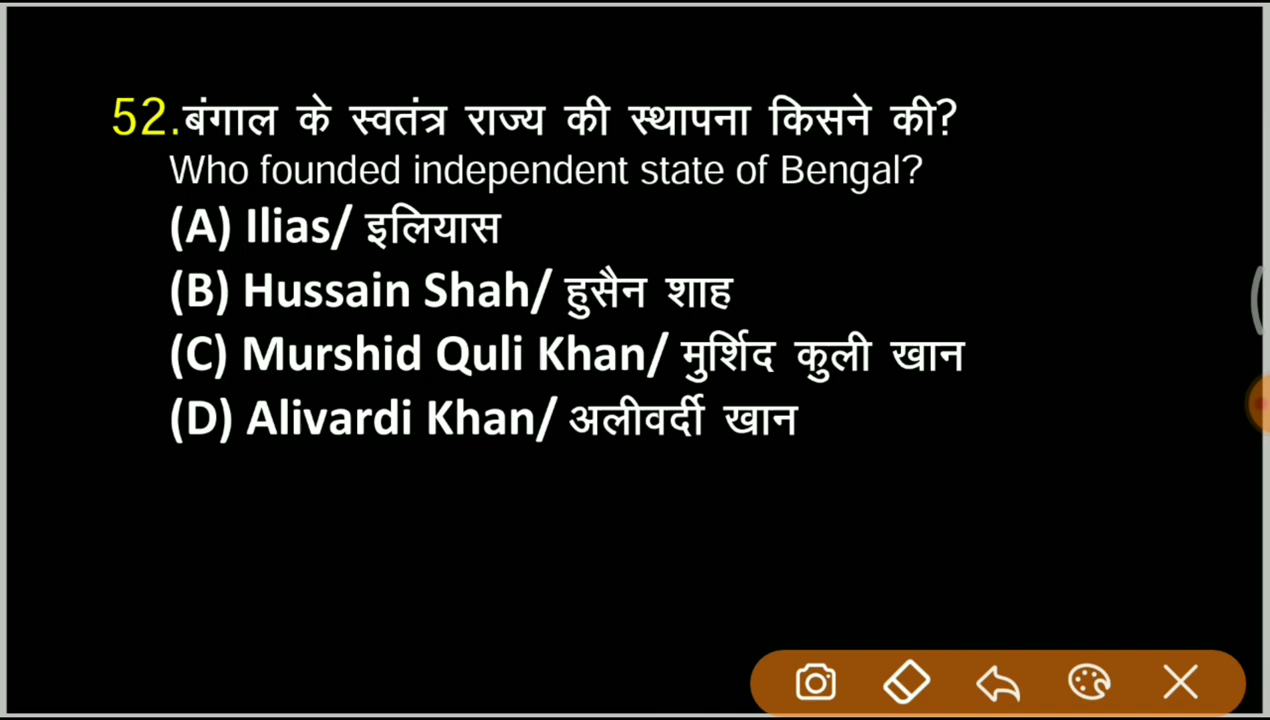 52.बंगाल के स्वतंत्र राज्य की स्थापना किसने की?
Who founded independent state of Bengal?
(A) Ilias/ इलियास
(B) Hussain Shah/ हुसैन शाह
(C) Murshid Quli Khan/ मुर्शिद कुली खान
(D) Alivardi Khan/ अलीवर्दी खान